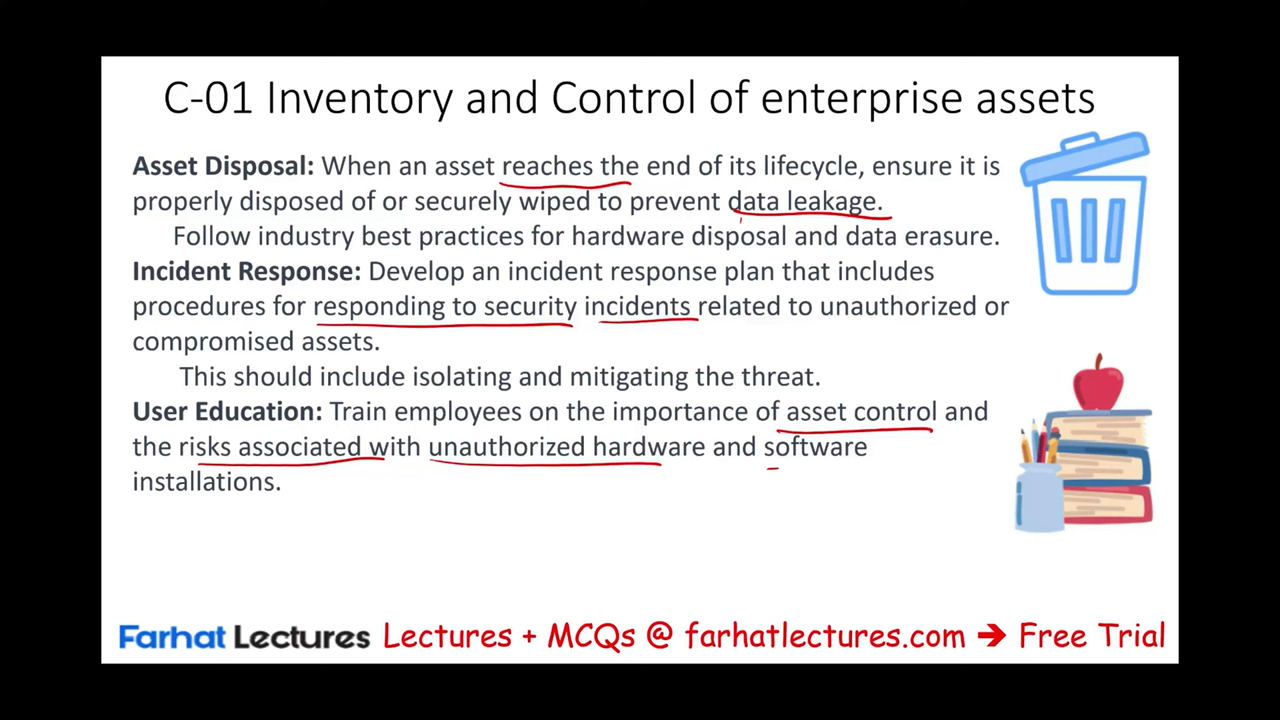 C-01 Inventory and Control of enterprise assets
Asset Disposal: When an asset reaches the end of its lifecycle, ensure it is
properly disposed of or securely wiped to prevent data leakage.
Follow industry best practices for hardware disposal and data erasure.
Incident Response: Develop an incident response plan that includes
procedures for responding to security incidents related to unauthorized or
compromised assets.
This should include isolating and mitigating the threat.
User Education: Train employees on the importance of asset control and
the risks associated with unauthorized hardware and software
installations.
Farhat Lectures Lectures + MCQs @ farhatlectures.com → Free Trial